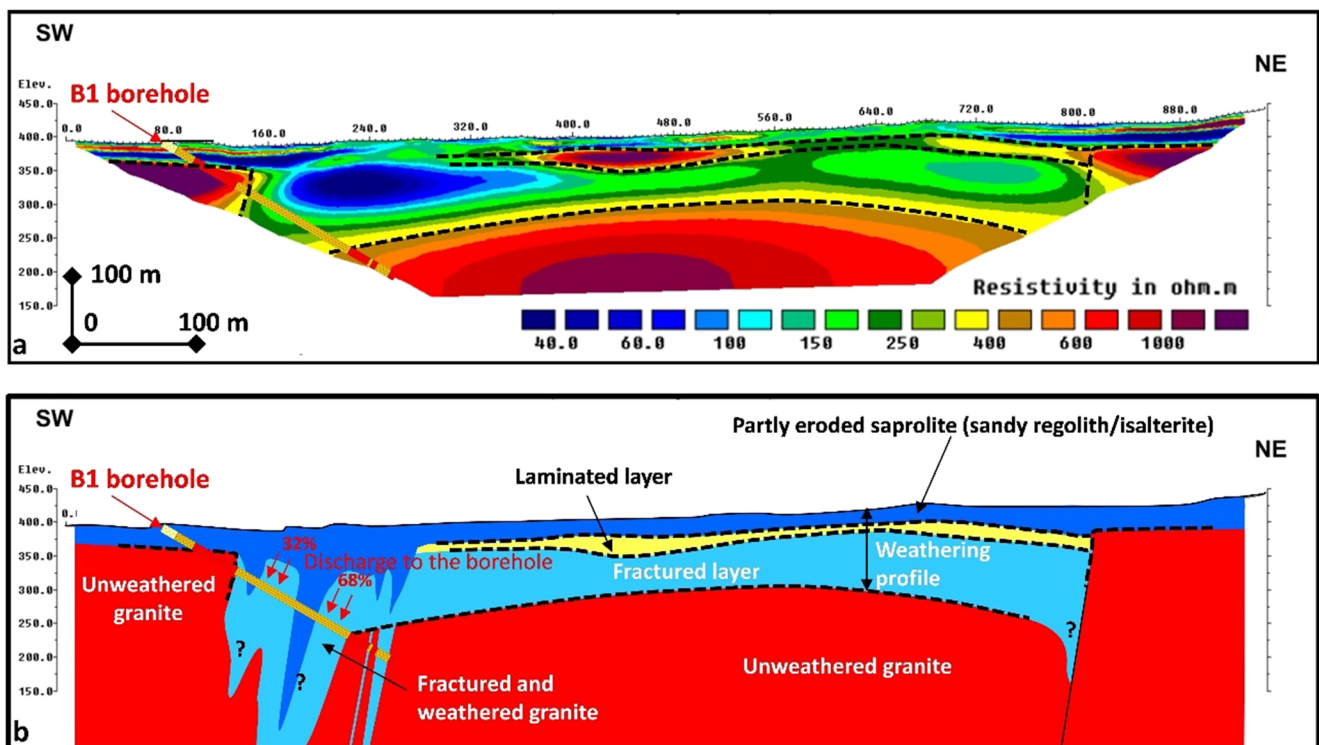 SW
NE
Elev.
B1 borehole
450.0
400.0
350.0
300.0
250.0
200.0
150.0
0.0 80.0 160.0 240.0 320.0 400.0 480.0 560.0 640.0 720.0 800.0 880.0
100 m
0 100 m
Resistivity in ohm.m
40.0 60.0 100 150 250 400 600 1000
a
SW
Partly eroded saprolite (sandy regolith/isalterite)
NE
Elev.
B1 borehole
Laminated layer
450.0
400.0
350.0
300.0
250.0
200.0
150.0
0.
32%
Discharge to the borehole
68%
Weathering
profile
Fractured layer
Unweathered
granite
?
?
?
Unweathered granite
Fractured and
weathered granite
b